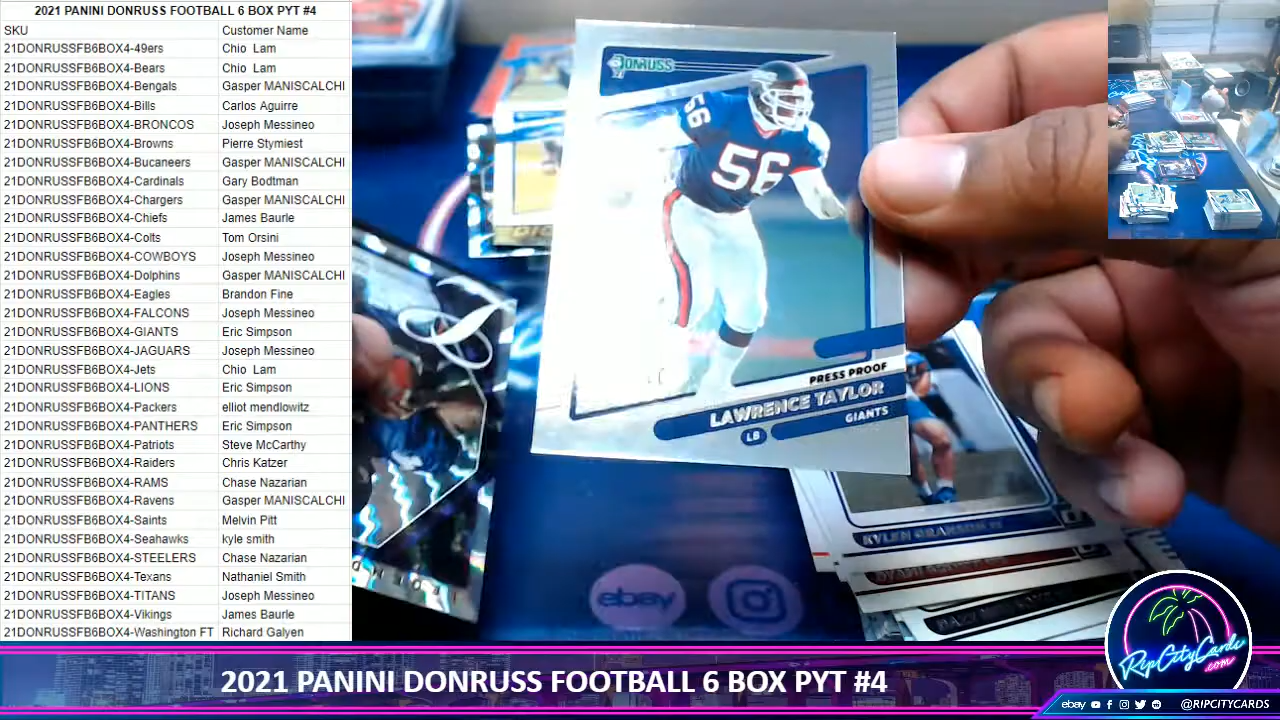 2021 PANINI DONRUSS FOOTBALL 6 BOX PYT #4
SKU Customer Name
21DONRUSSFB6BOX4-49ers Chio Lam
21DONRUSSFB6BOX4-Bears Chio Lam
21DONRUSSFB6BOX4-Bengals Gasper MANISCALCHI
21DONRUSSFB6BOX4-Bills Carlos Aguirre
21DONRUSSFB6BOX4-BRONCOS Joseph Messineo
21DONRUSSFB6BOX4-Browns Pierre Stymiest
21DONRUSSFB6BOX4-Bucaneers Gasper MANISCALCHI
21DONRUSSFB6BOX4-Cardinals Gary Bodtman
21DONRUSSFB6BOX4-Chargers Gasper MANISCALCHI
21DONRUSSFB6BOX4-Chiefs James Baurle
21DONRUSSFB6BOX4-Colts Tom Orsini
21DONRUSSFB6BOX4-COWBOYS Joseph Messineo
21DONRUSSFB6BOX4-Dolphins Gasper MANISCALCHI
21DONRUSSFB6BOX4-Eagles Brandon Fine
21DONRUSSFB6BOX4-FALCONS Joseph Messineo
21DONRUSSFB6BOX4-GIANTS Eric Simpson
21DONRUSSFB6BOX4-JAGUARS Joseph Messineo
21DONRUSSFB6BOX4-Jets Chio Lam
21DONRUSSFB6BOX4-LIONS Eric Simpson
21DONRUSSFB6BOX4-Packers elliot mendlowitz
21DONRUSSFB6BOX4-PANTHERS Eric Simpson
21DONRUSSFB6BOX4-Patriots Steve McCarthy
21DONRUSSFB6BOX4-Raiders Chris Katzer
21DONRUSSFB6BOX4-RAMS Chase Nazarian
21DONRUSSFB6BOX4-Ravens Gasper MANISCALCHI
21DONRUSSFB6BOX4-Saints Melvin Pitt
21DONRUSSFB6BOX4-Seahawks kyle smith
21DONRUSSFB6BOX4-STEELERS Chase Nazarian
21DONRUSSFB6BOX4-Texans Nathaniel Smith
21DONRUSSFB6BOX4-TITANS Joseph Messineo
21DONRUSSFB6BOX4-Vikings James Baurle
21DONRUSSFB6BOX4-Washington FT Richard Galyen
DONRUSS
56
56
PRESS PROOF
LAWRENCE TAYLOR
LB GIANTS
KYLEN GRANSON
ebay
RipCityCards
.com
2021 PANINI DONRUSS FOOTBALL 6 BOX PYT #4
ebay @RIPCITYCARDS